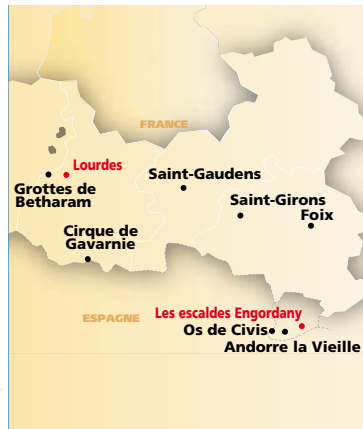 FRANCE
Lourdes
Grottes de
Betharam
Saint-Gaudens
Saint-Girons
Foix
Cirque de
Gavarnie
Les escaldes Engordany
ESPAGNE
Os de Civis
Andorre la Vieille